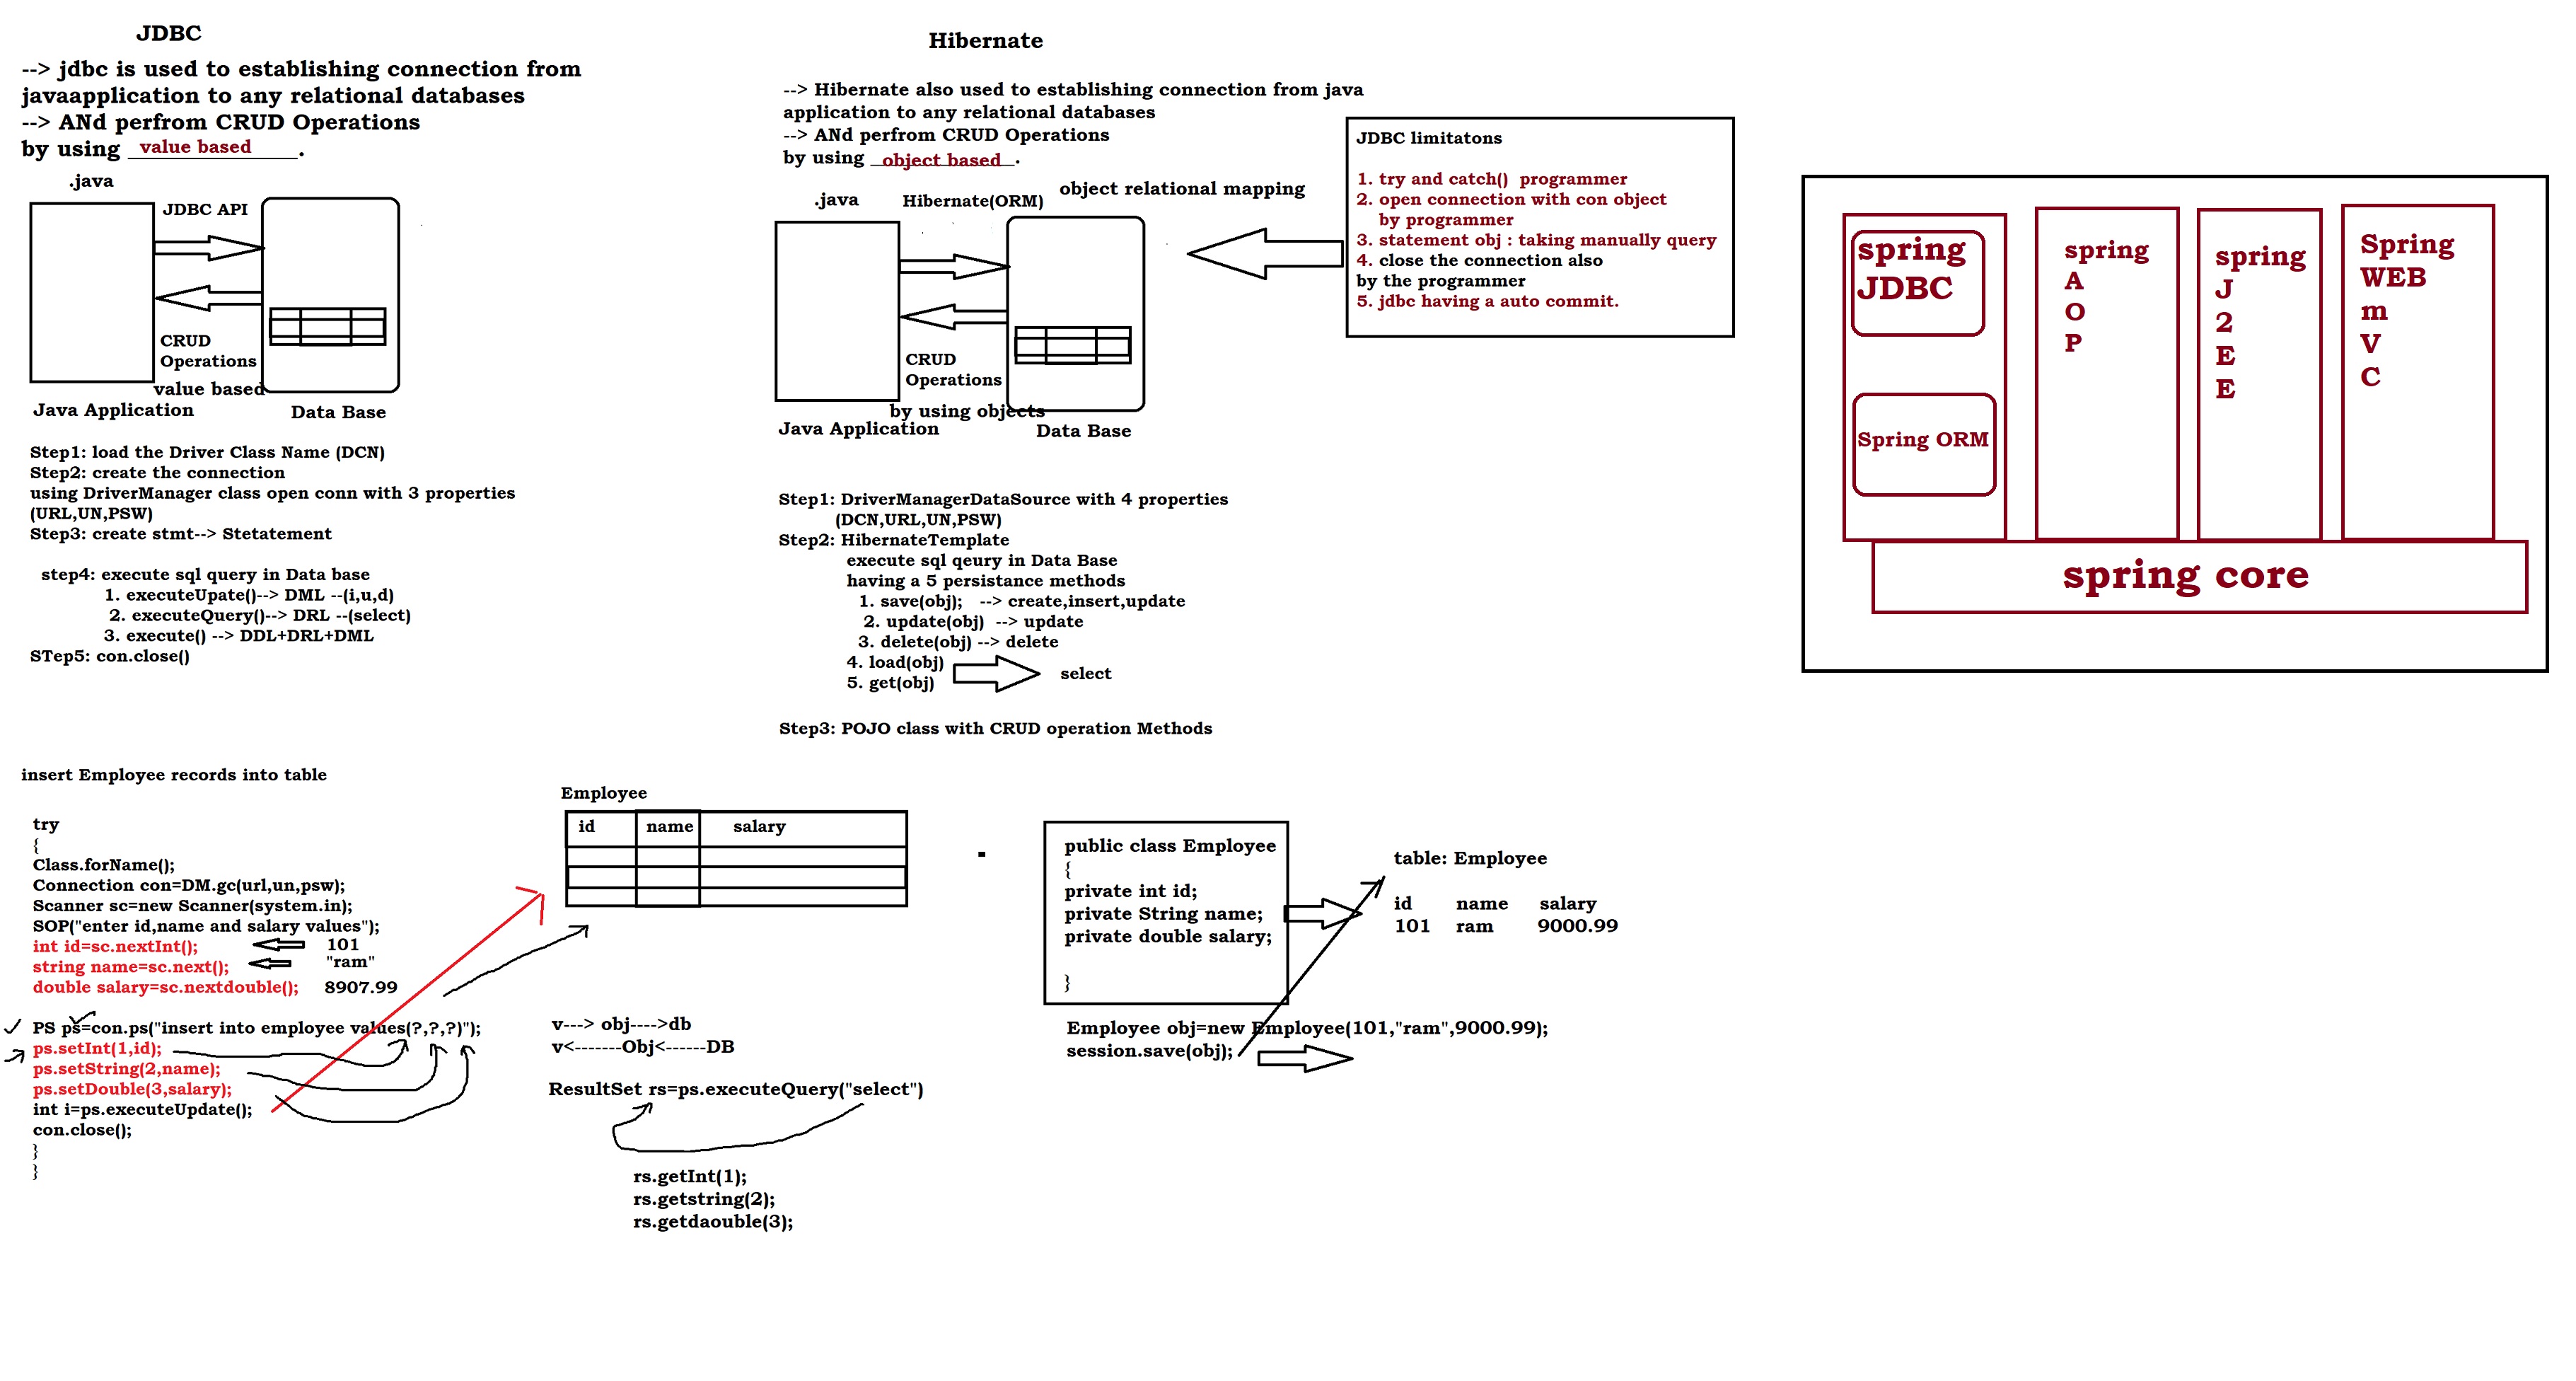 JDBC
--> jdbc is used to establishing connection from
javaapplication to any relational databases
--> ANd perfrom CRUD Operations
by using ____value based____.
.java
JDBC API
CRUD
Operations
value based
Java Application
Data Base
Step1: load the Driver Class Name (DCN)
Step2: create the connection
using DriverManager class open conn with 3 properties
(URL,UN,PSW)
Step3: create stmt--> Stetatement
step4: execute sql query in Data base
1. executeUpate()--> DML --(i,u,d)
2. executeQuery()--> DRL --(select)
3. execute() --> DDL+DRL+DML
STep5: con.close()
Hibernate
--> Hibernate also used to establishing connection from java
application to any relational databases
--> ANd perfrom CRUD Operations
by using __object based__.
.java
Hibernate(ORM)
object relational mapping
CRUD
Operations
by using objects
Java Application
Data Base
JDBC limitatons
1. try and catch() programmer
2. open connection with con object
by programmer
3. statement obj : taking manually query
4. close the connection also
by the programmer
5. jdbc having a auto commit.
Step1: DriverManagerDataSource with 4 properties
(DCN,URL,UN,PSW)
Step2: HibernateTemplate
execute sql qeury in Data Base
having a 5 persistance methods
1. save(obj); --> create,insert,update
2. update(obj) --> update
3. delete(obj) --> delete
4. load(obj)
5. get(obj)
select
Step3: POJO class with CRUD operation Methods
spring
JDBC
Spring ORM
spring
A
O
P
spring
J
2
E
E
Spring
WEB
m
V
C
spring core
insert Employee records into table
try
{
Class.forName();
Connection con=DM.gc(url,un,psw);
Scanner sc=new Scanner(system.in);
SOP("enter id,name and salary values");
int id=sc.nextInt(); 101
string name=sc.next(); "ram"
double salary=sc.nextdouble(); 8907.99
PS ps=con.ps("insert into employee values(?,?,?)");
ps.setInt(1,id);
ps.setString(2,name);
ps.setDouble(3,salary);
int i=ps.executeUpdate();
con.close();
}
}
Employee
id name salary
v---> obj---->db
v<-------Obj<------DB
ResultSet rs=ps.executeQuery("select")
rs.getInt(1);
rs.getstring(2);
rs.getdaouble(3);
public class Employee
{
private int id;
private String name;
private double salary;
}
Employee obj=new Employee(101,"ram",9000.99);
session.save(obj);
table: Employee
id name salary
101 ram 9000.99